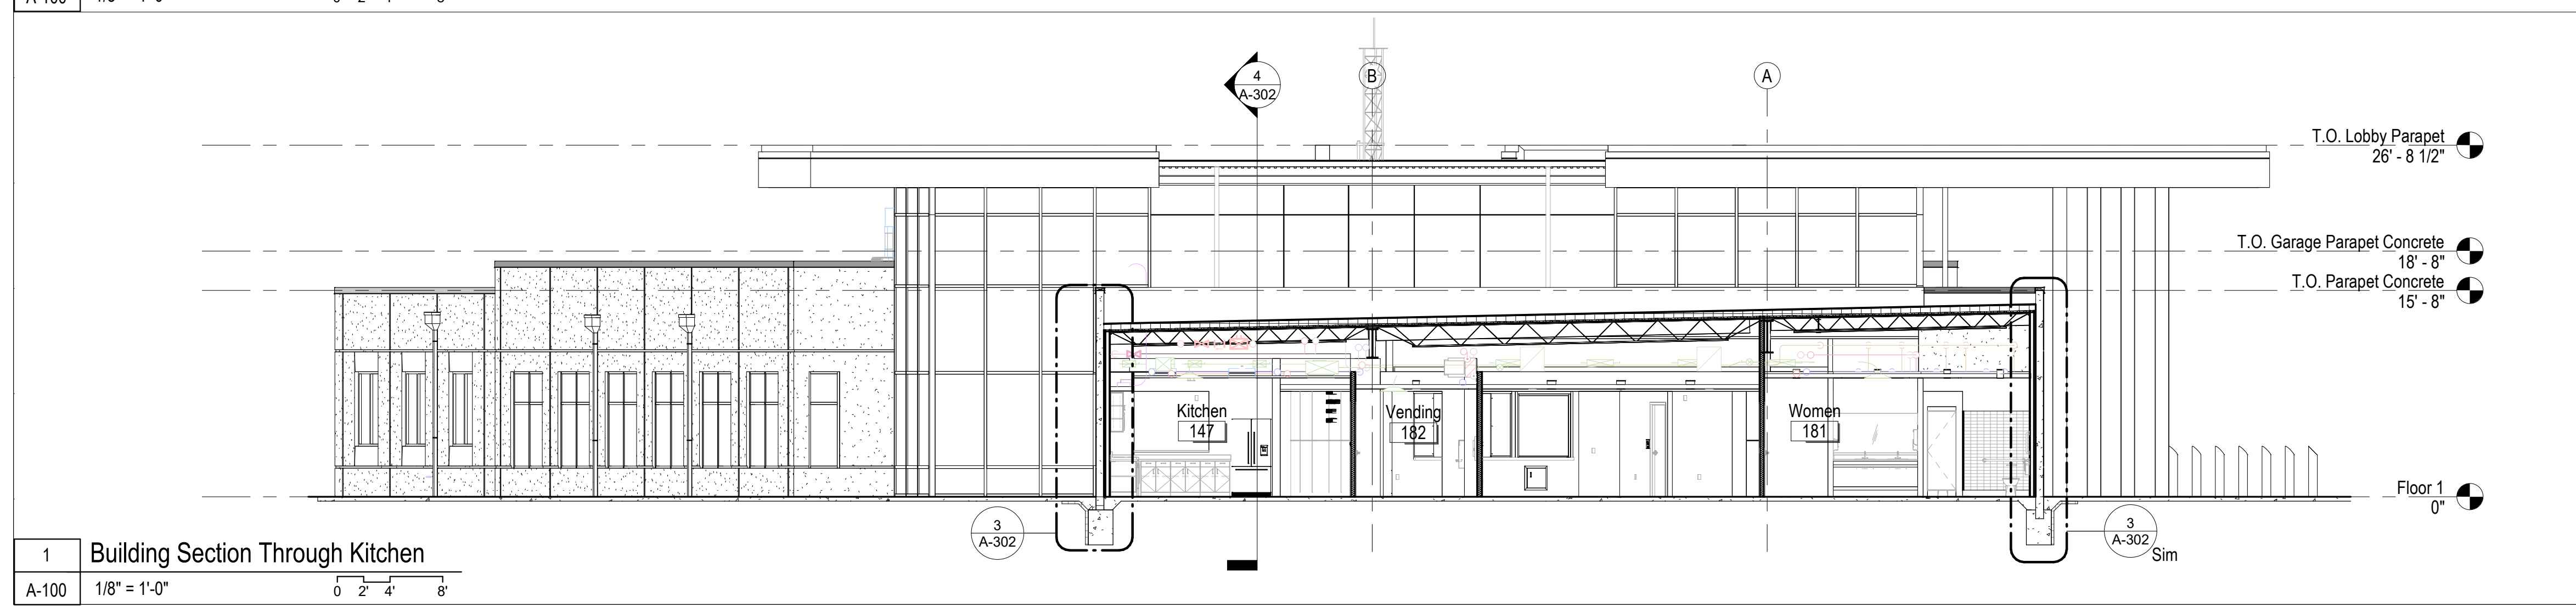 A-100
4
A-302
B
A
T.O. Lobby Parapet
26' - 8 1/2"
T.O. Garage Parapet Concrete
18' - 8"
T.O. Parapet Concrete
15' - 8"
Kitchen
147
Vending
182
Women
181
Floor 1
0"
3
A-302
3
A-302
Sim
1
Building Section Through Kitchen
A-100
1/8" = 1'-0"
0 2' 4' 8'